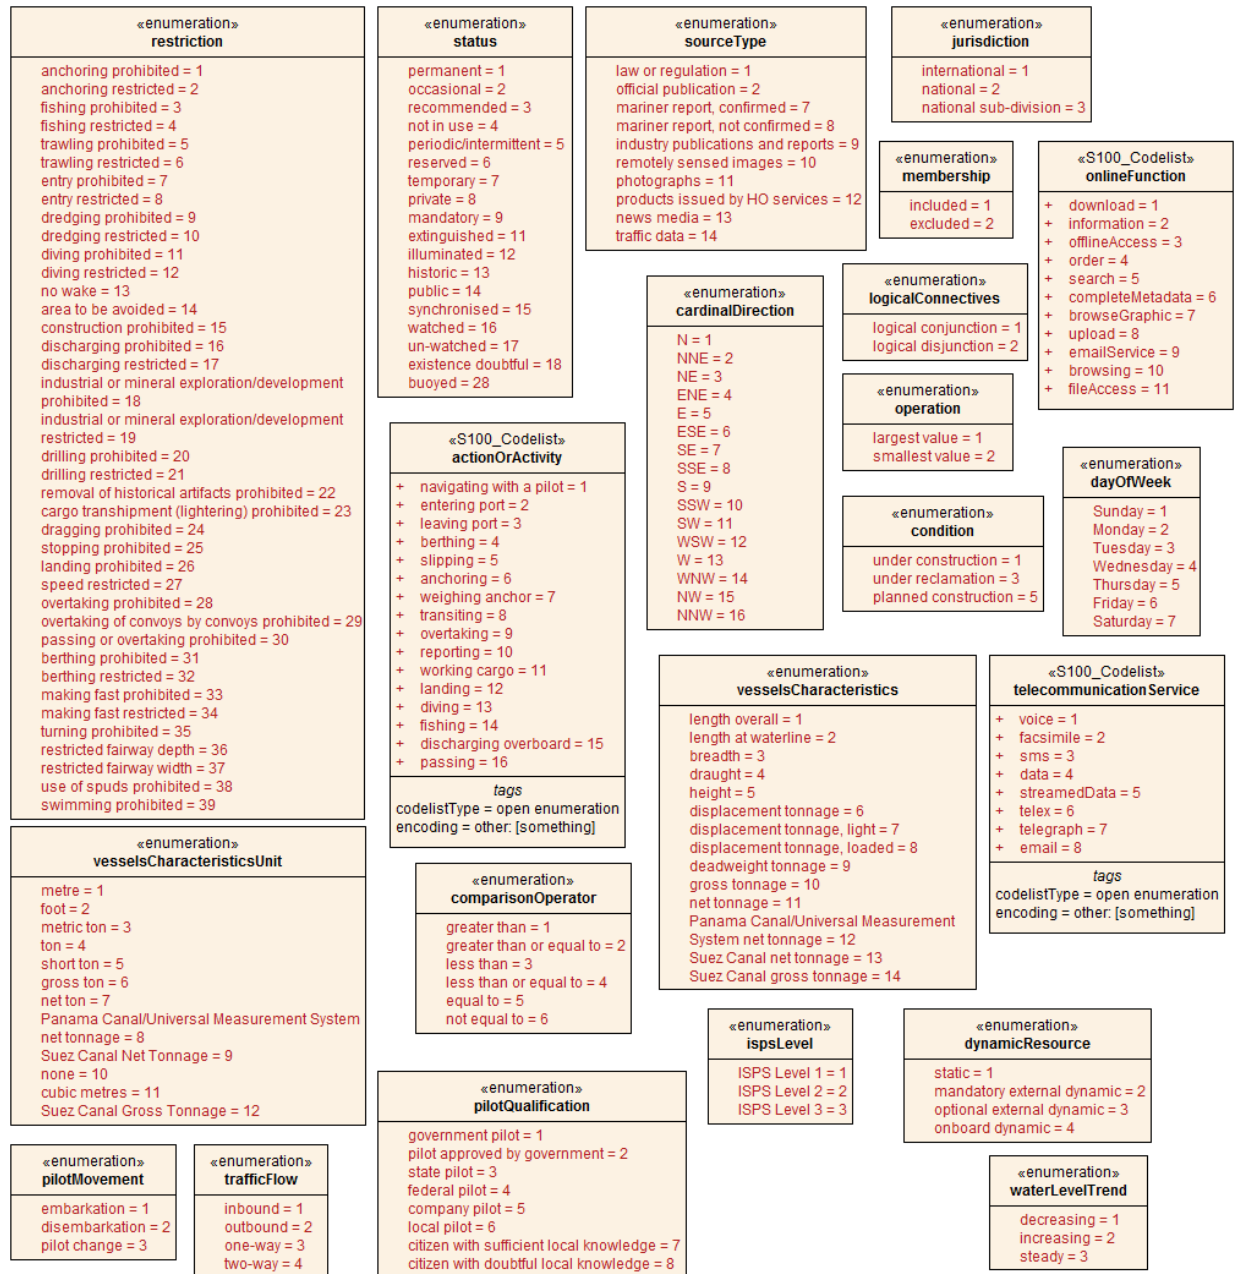 «enumeration»
restriction
anchoring prohibited = 1
anchoring restricted = 2
fishing prohibited = 3
fishing restricted = 4
trawling prohibited = 5
trawling restricted = 6
entry prohibited = 7
entry restricted = 8
dredging prohibited = 9
dredging restricted = 10
diving prohibited = 11
diving restricted = 12
no wake = 13
area to be avoided = 14
construction prohibited = 15
discharging prohibited = 16
discharging restricted = 17
industrial or mineral exploration/development
prohibited = 18
industrial or mineral exploration/development
restricted = 19
drilling prohibited = 20
drilling restricted = 21
removal of historical artifacts prohibited = 22
cargo transhipment (lightering) prohibited = 23
dragging prohibited = 24
stopping prohibited = 25
landing prohibited = 26
speed restricted = 27
overtaking prohibited = 28
overtaking of convoys by convoys prohibited = 29
passing or overtaking prohibited = 30
berthing prohibited = 31
berthing restricted = 32
making fast prohibited = 33
making fast restricted = 34
turning prohibited = 35
restricted fairway depth = 36
restricted fairway width = 37
use of spuds prohibited = 38
swimming prohibited = 39
«enumeration»
status
permanent = 1
occasional = 2
recommended = 3
not in use = 4
periodic/intermittent = 5
reserved = 6
temporary = 7
private = 8
mandatory = 9
extinguished = 11
illuminated = 12
historic = 13
public = 14
synchronised = 15
watched = 16
un-watched = 17
existence doubtful = 18
buoyed = 28
«enumeration»
sourceType
law or regulation = 1
official publication = 2
mariner report, confirmed = 7
mariner report, not confirmed = 8
industry publications and reports = 9
remotely sensed images = 10
photographs = 11
products issued by HO services = 12
news media = 13
traffic data = 14
«enumeration»
jurisdiction
international = 1
national = 2
national sub-division = 3
«enumeration»
membership
included = 1
excluded = 2
«S100_Codelist»
onlineFunction
+ download = 1
+ information = 2
+ offlineAccess = 3
+ order = 4
+ search = 5
+ completeMetadata = 6
+ browseGraphic = 7
+ upload = 8
+ emailService = 9
+ browsing = 10
+ fileAccess = 11
«enumeration»
cardinalDirection
N = 1
NNE = 2
NE = 3
ENE = 4
E = 5
ESE = 6
SE = 7
SSE = 8
S = 9
SSW = 10
SW = 11
WSW = 12
W = 13
WNW = 14
NW = 15
NNW = 16
«enumeration»
logicalConnectives
logical conjunction = 1
logical disjunction = 2
«enumeration»
operation
largest value = 1
smallest value = 2
«enumeration»
condition
under construction = 1
under reclamation = 3
planned construction = 5
«enumeration»
dayOfWeek
Sunday = 1
Monday = 2
Tuesday = 3
Wednesday = 4
Thursday = 5
Friday = 6
Saturday = 7
«S100_Codelist»
actionOrActivity
+ navigating with a pilot = 1
+ entering port = 2
+ leaving port = 3
+ berthing = 4
+ slipping = 5
+ anchoring = 6
+ weighing anchor = 7
+ transiting = 8
+ overtaking = 9
+ reporting = 10
+ working cargo = 11
+ landing = 12
+ diving = 13
+ fishing = 14
+ discharging overboard = 15
+ passing = 16
tags
codelistType = open enumeration
encoding = other: [something]
«enumeration»
vesselsCharacteristics
length overall = 1
length at waterline = 2
breadth = 3
draught = 4
height = 5
displacement tonnage = 6
displacement tonnage, light = 7
displacement tonnage, loaded = 8
deadweight tonnage = 9
gross tonnage = 10
net tonnage = 11
Panama Canal/Universal Measurement
System net tonnage = 12
Suez Canal net tonnage = 13
Suez Canal gross tonnage = 14
«S100_Codelist»
telecommunicationService
+ voice = 1
+ facsimile = 2
+ sms = 3
+ data = 4
+ streamedData = 5
+ telex = 6
+ telegraph = 7
+ email = 8
tags
codelistType = open enumeration
encoding = other: [something]
«enumeration»
vesselsCharacteristicsUnit
metre = 1
foot = 2
metric ton = 3
ton = 4
short ton = 5
gross ton = 6
net ton = 7
Panama Canal/Universal Measurement System
net tonnage = 8
Suez Canal Net Tonnage = 9
none = 10
cubic metres = 11
Suez Canal Gross Tonnage = 12
«enumeration»
comparisonOperator
greater than = 1
greater than or equal to = 2
less than = 3
less than or equal to = 4
equal to = 5
not equal to = 6
«enumeration»
ispsLevel
ISPS Level 1 = 1
ISPS Level 2 = 2
ISPS Level 3 = 3
«enumeration»
dynamicResource
static = 1
mandatory external dynamic = 2
optional external dynamic = 3
onboard dynamic = 4
«enumeration»
pilotMovement
embarkation = 1
disembarkation = 2
pilot change = 3
«enumeration»
trafficFlow
inbound = 1
outbound = 2
one-way = 3
two-way = 4
«enumeration»
pilotQualification
government pilot = 1
pilot approved by government = 2
state pilot = 3
federal pilot = 4
company pilot = 5
local pilot = 6
citizen with sufficient local knowledge = 7
citizen with doubtful local knowledge = 8
«enumeration»
waterLevelTrend
decreasing = 1
increasing = 2
steady = 3